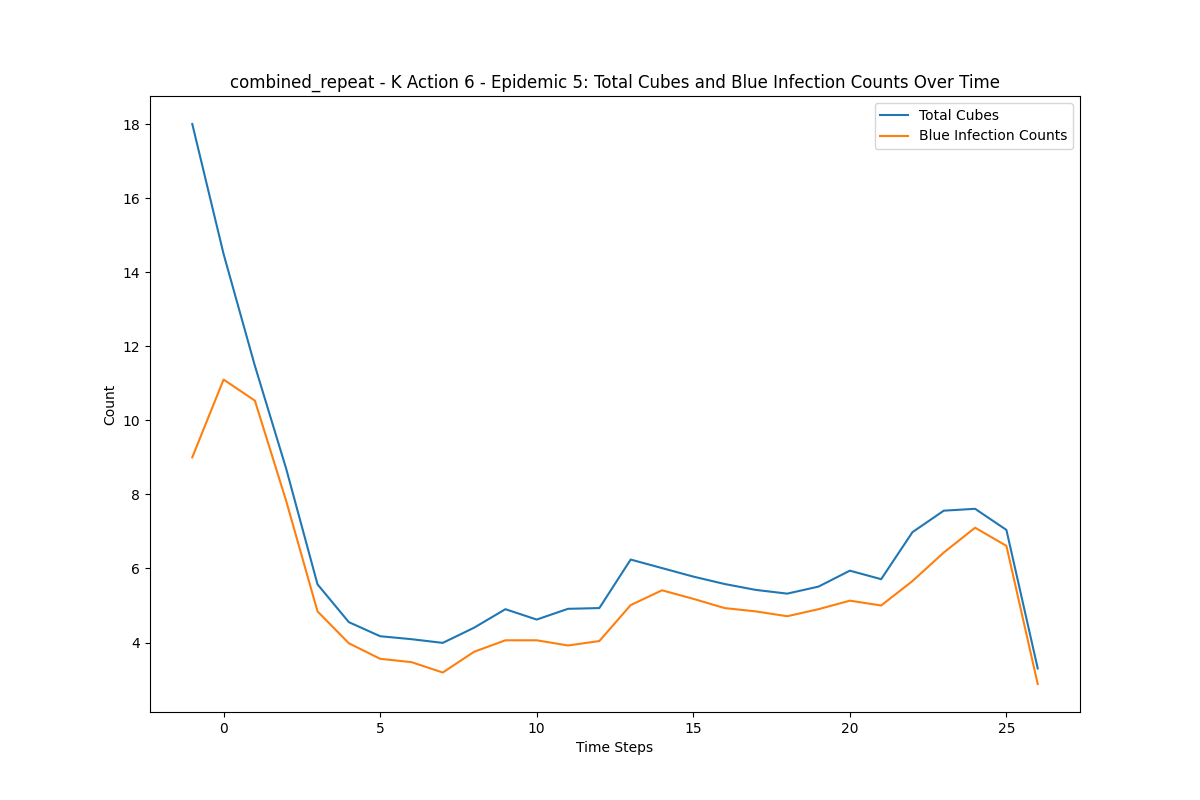 combined_repeat - K Action 6 - Epidemic 5: Total Cubes and Blue Infection Counts Over Time
Total Cubes
Blue Infection Counts
18
16
14
12
10
8
6
4
Count
0 5 10 15 20 25
Time Steps